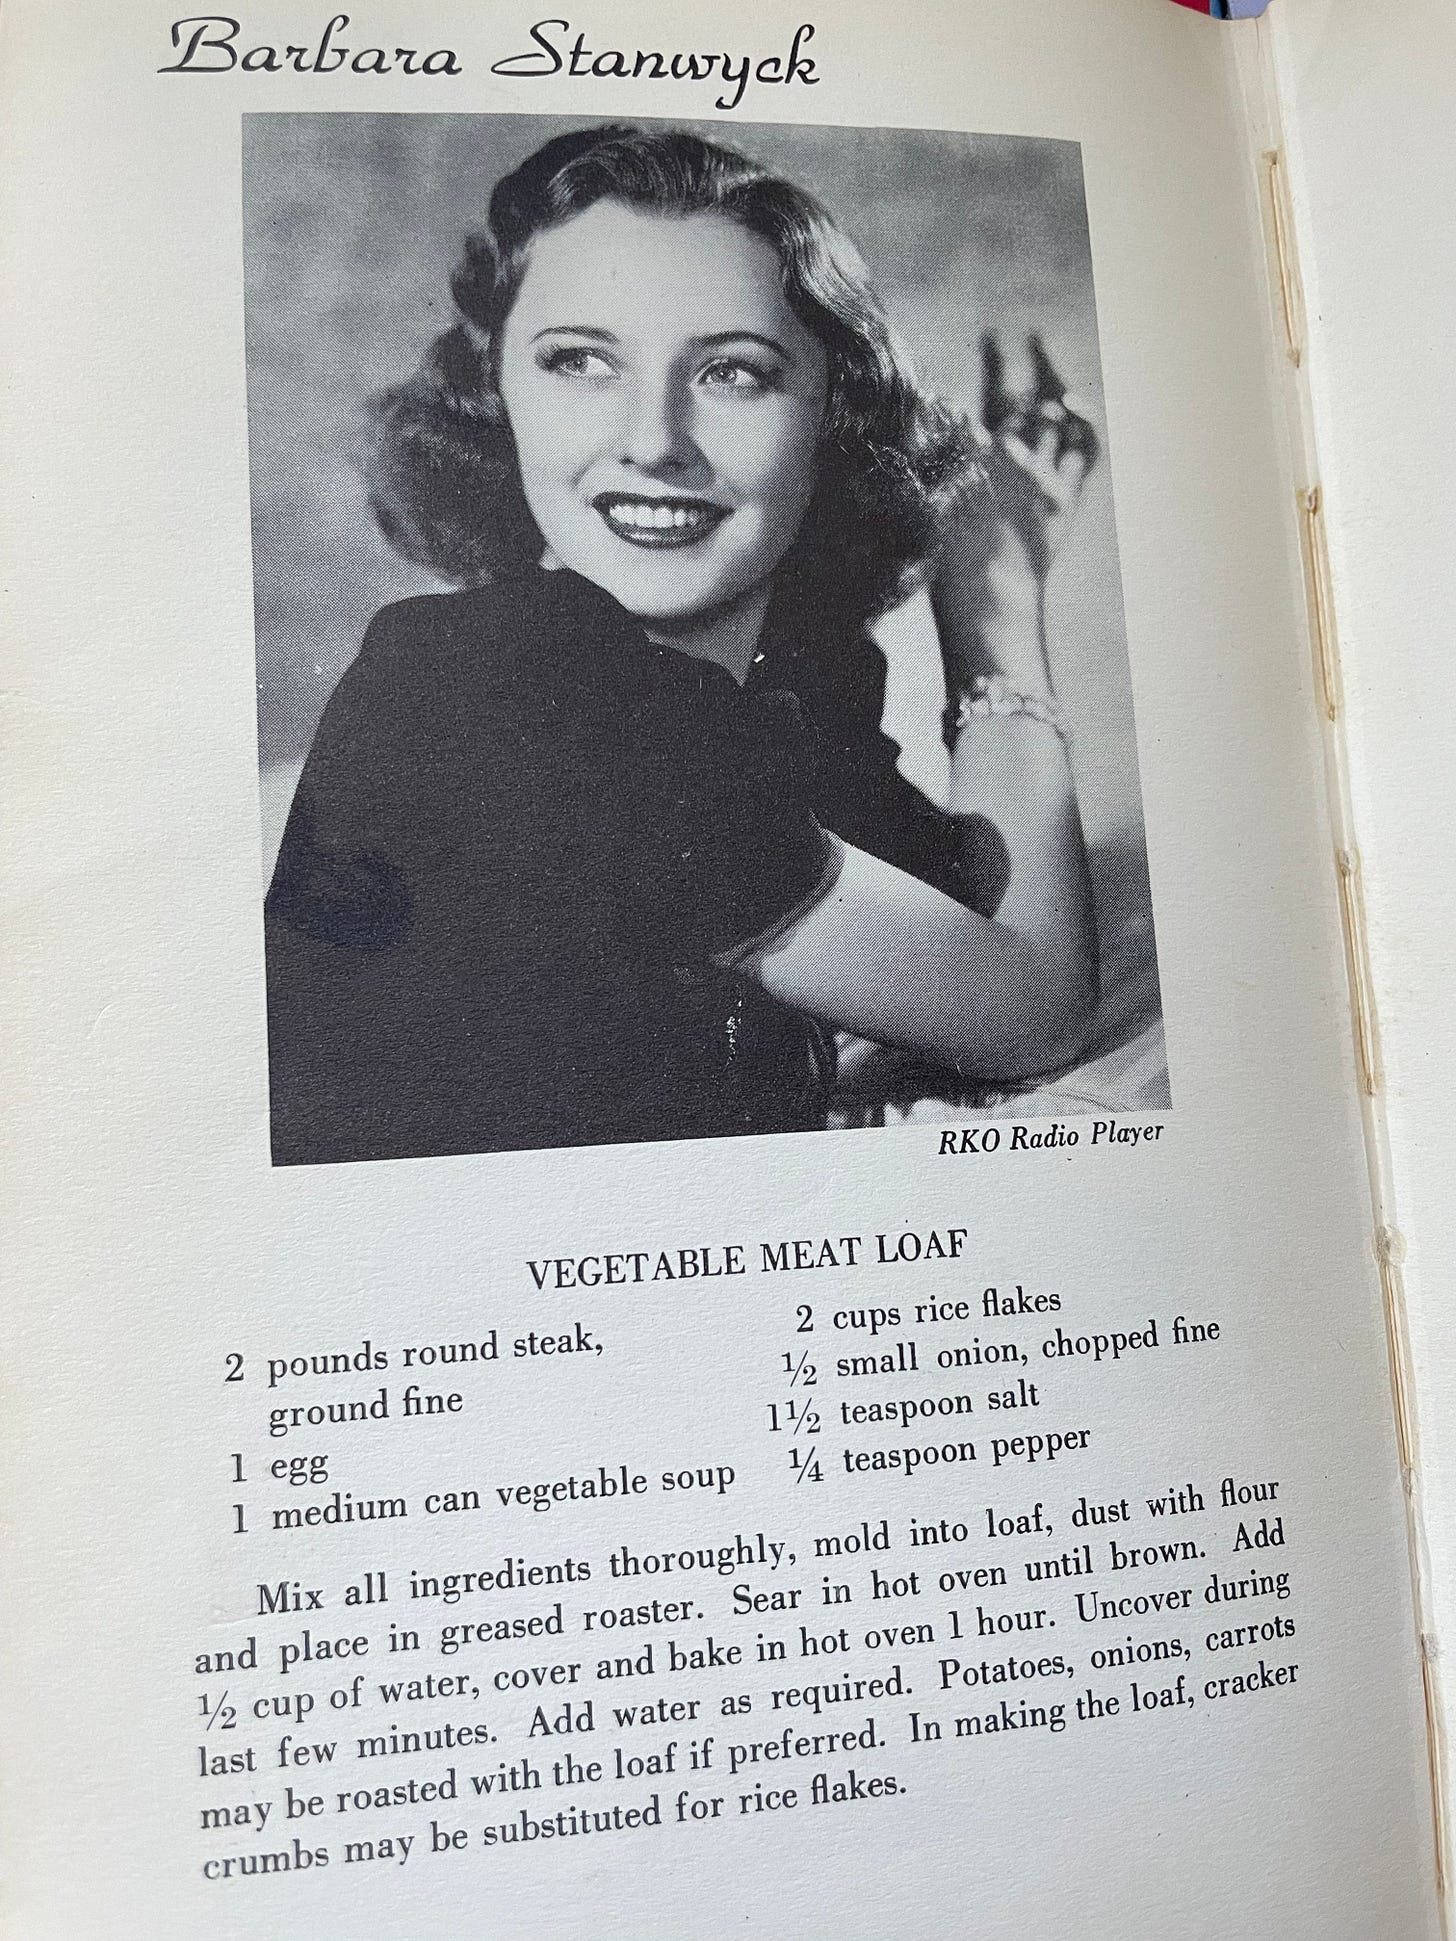 Barbara Stanwyck
RKO Radio Player
VEGETABLE MEAT LOAF
2 pounds round steak,
ground fine
1 egg
1 medium can vegetable soup
2 cups rice flakes
½ small onion, chopped fine
1½ teaspoon salt
¼ teaspoon pepper
Mix all ingredients thoroughly, mold into loaf, dust with flour
and place in greased roaster. Sear in hot oven until brown. Add
½ cup of water, cover and bake in hot oven 1 hour. Uncover during
last few minutes. Add water as required. Potatoes, onions, carrots
may be roasted with the loaf if preferred. In making the loaf, cracker
crumbs may be substituted for rice flakes.